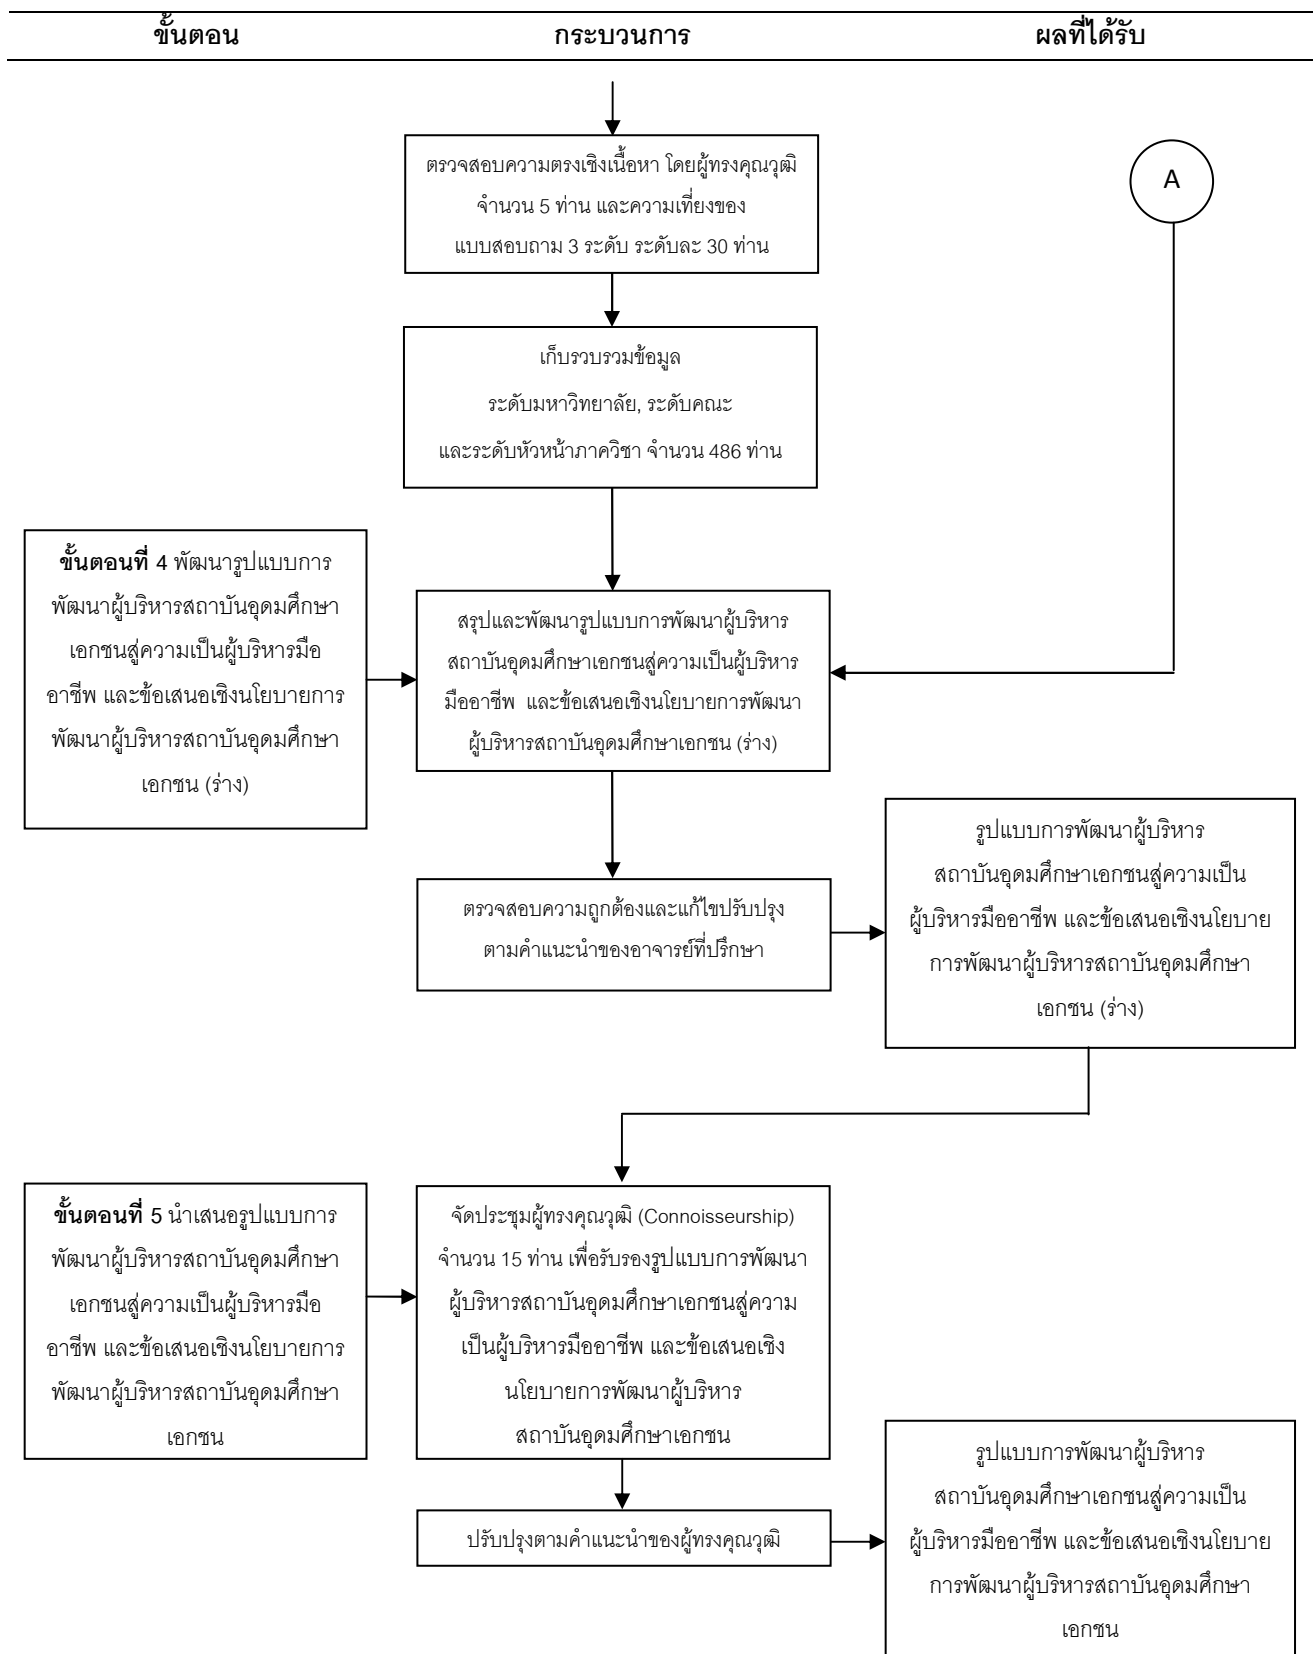 ขั้นตอน กระบวนการ ผลที่ได้รับ
ตรวจสอบความตรงเชิงเนื้อหา โดยผู้ทรงคุณวุฒิ
จำนวน 5 ท่าน และความเที่ยงของ
แบบสอบถาม 3 ระดับ ระดับละ 30 ท่าน
A
เก็บรวบรวมข้อมูล
ระดับมหาวิทยาลัย, ระดับคณะ
และระดับหัวหน้าภาควิชา จำนวน 486 ท่าน
ขั้นตอนที่ 4 พัฒนารูปแบบการ
พัฒนาผู้บริหารสถาบันอุดมศึกษา
เอกชนสู่ความเป็นผู้บริหารมือ
อาชีพ และข้อเสนอเชิงนโยบายการ
พัฒนาผู้บริหารสถาบันอุดมศึกษา
เอกชน (ร่าง)
สรุปและพัฒนารูปแบบการพัฒนาผู้บริหาร
สถาบันอุดมศึกษาเอกชนสู่ความเป็นผู้บริหาร
มืออาชีพ และข้อเสนอเชิงนโยบายการพัฒนา
ผู้บริหารสถาบันอุดมศึกษาเอกชน (ร่าง)
ตรวจสอบความถูกต้องและแก้ไขปรับปรุง
ตามคำแนะนำของอาจารย์ที่ปรึกษา
รูปแบบการพัฒนาผู้บริหาร
สถาบันอุดมศึกษาเอกชนสู่ความเป็น
ผู้บริหารมืออาชีพ และข้อเสนอเชิงนโยบาย
การพัฒนาผู้บริหารสถาบันอุดมศึกษา
เอกชน (ร่าง)
ขั้นตอนที่ 5 นำเสนอรูปแบบการ
พัฒนาผู้บริหารสถาบันอุดมศึกษา
เอกชนสู่ความเป็นผู้บริหารมือ
อาชีพ และข้อเสนอเชิงนโยบายการ
พัฒนาผู้บริหารสถาบันอุดมศึกษา
เอกชน
จัดประชุมผู้ทรงคุณวุฒิ (Connoisseurship)
จำนวน 15 ท่าน เพื่อรับรองรูปแบบการพัฒนา
ผู้บริหารสถาบันอุดมศึกษาเอกชนสู่ความ
เป็นผู้บริหารมืออาชีพ และข้อเสนอเชิง
นโยบายการพัฒนาผู้บริหาร
สถาบันอุดมศึกษาเอกชน
ปรับปรุงตามคำแนะนำของผู้ทรงคุณวุฒิ
รูปแบบการพัฒนาผู้บริหาร
สถาบันอุดมศึกษาเอกชนสู่ความเป็น
ผู้บริหารมืออาชีพ และข้อเสนอเชิงนโยบาย
การพัฒนาผู้บริหารสถาบันอุดมศึกษา
เอกชน